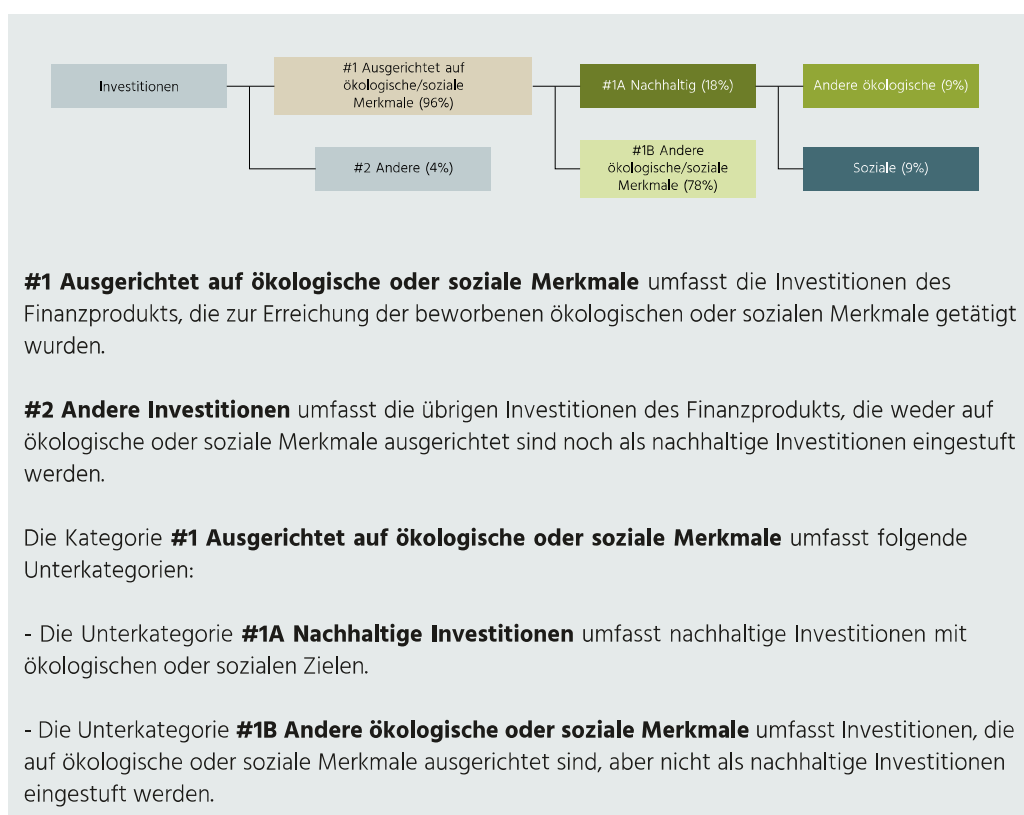 Investitionen
#1 Ausgerichtet auf
ökologische/soziale
Merkmale (96%)
#1A Nachhaltig (18%)
Andere ökologische (9%)
#2 Andere (4%)
#1B Andere
ökologische/soziale
Merkmale (78%)
Soziale (9%)
#1 Ausgerichtet auf ökologische oder soziale Merkmale umfasst die Investitionen des
Finanzprodukts, die zur Erreichung der beworbenen ökologischen oder sozialen Merkmale getätigt
wurden.
#2 Andere Investitionen umfasst die übrigen Investitionen des Finanzprodukts, die weder auf
ökologische oder soziale Merkmale ausgerichtet sind noch als nachhaltige Investitionen eingestuft
werden.
Die Kategorie #1 Ausgerichtet auf ökologische oder soziale Merkmale umfasst folgende
Unterkategorien:
- Die Unterkategorie #1A Nachhaltige Investitionen umfasst nachhaltige Investitionen mit
ökologischen oder sozialen Zielen.
- Die Unterkategorie #1B Andere ökologische oder soziale Merkmale umfasst Investitionen, die
auf ökologische oder soziale Merkmale ausgerichtet sind, aber nicht als nachhaltige Investitionen
eingestuft werden.